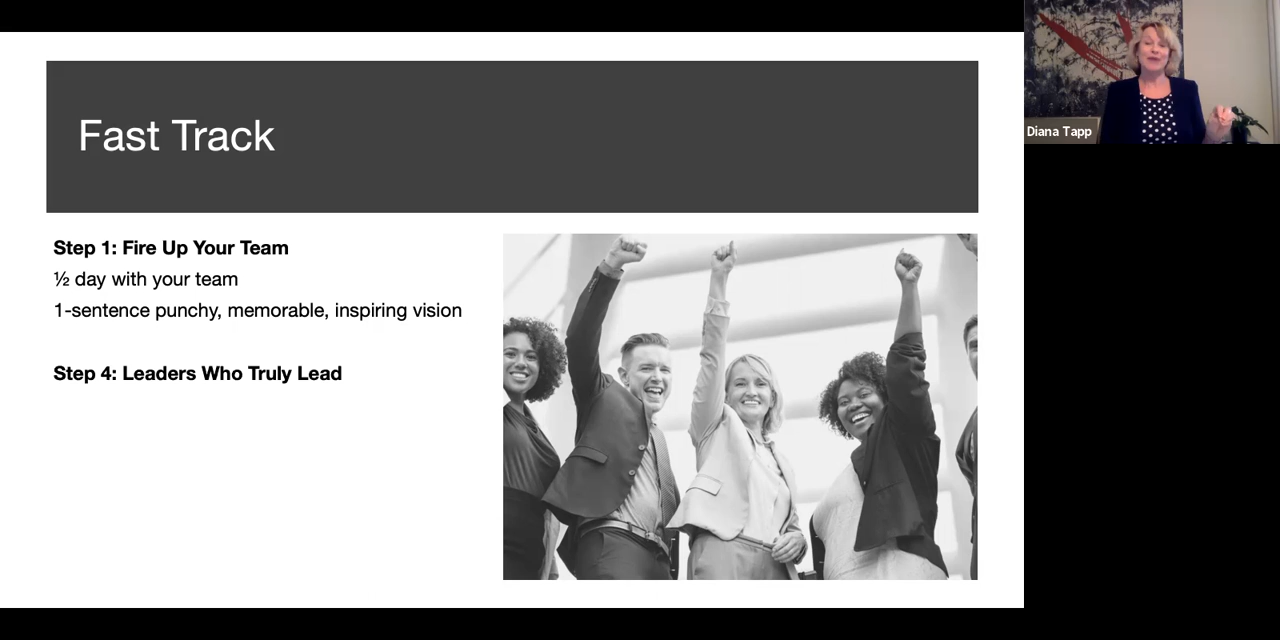 Fast Track
Step 1: Fire Up Your Team
½ day with your team
1-sentence punchy, memorable, inspiring vision
Step 4: Leaders Who Truly Lead
Diana Tapp